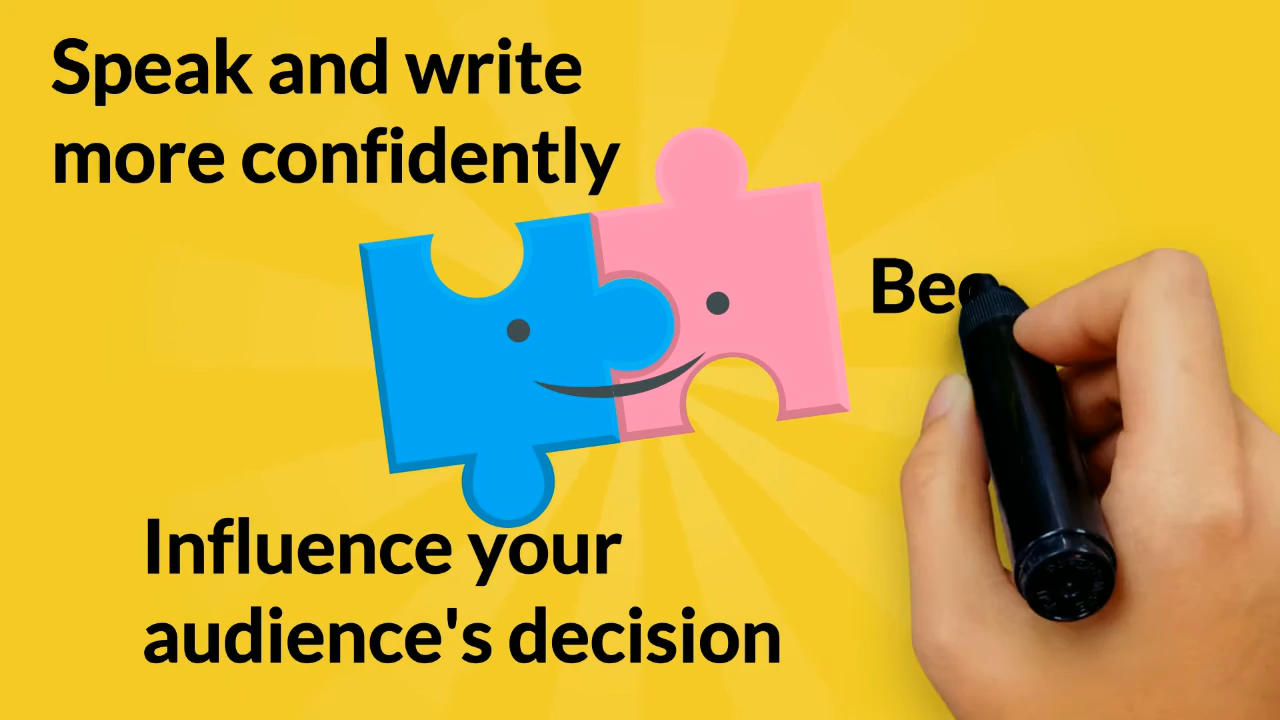 Speak and write
more confidently
Influence your
audience's decision